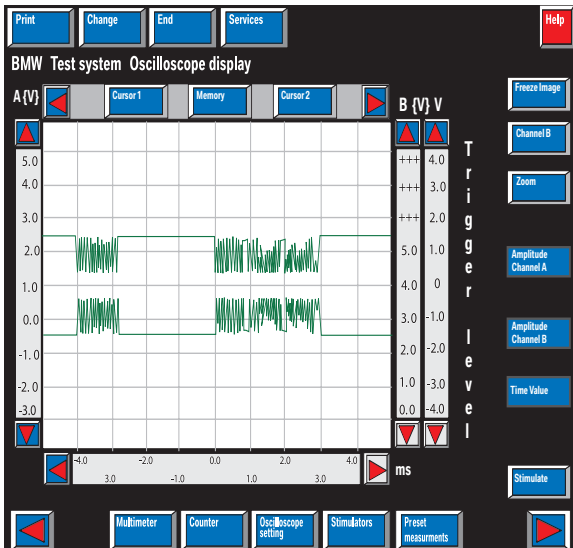 Print Change End Services Help
BMW Test system Oscilloscope display
A {V} Cursor1 Memory Cursor2 B {V} V
Freeze Image
Channel B
Zoom
Amplitude
Channel A
Amplitude
Channel B
Time Value
Stimulate
Trigger level
5.0
4.0
3.0
2.0
1.0
0.0
-1.0
-2.0
-3.0
+++
+++
+++
5.0
4.0
3.0
2.0
1.0
0.0
4.0
3.0
2.0
1.0
0
-1.0
-2.0
-3.0
-4.0
-4.0 -2.0 0.0 2.0 4.0 ms
3.0 -1.0 1.0 3.0
Multimeter Counter Oscilloscope Stimulators Preset
setting measurments